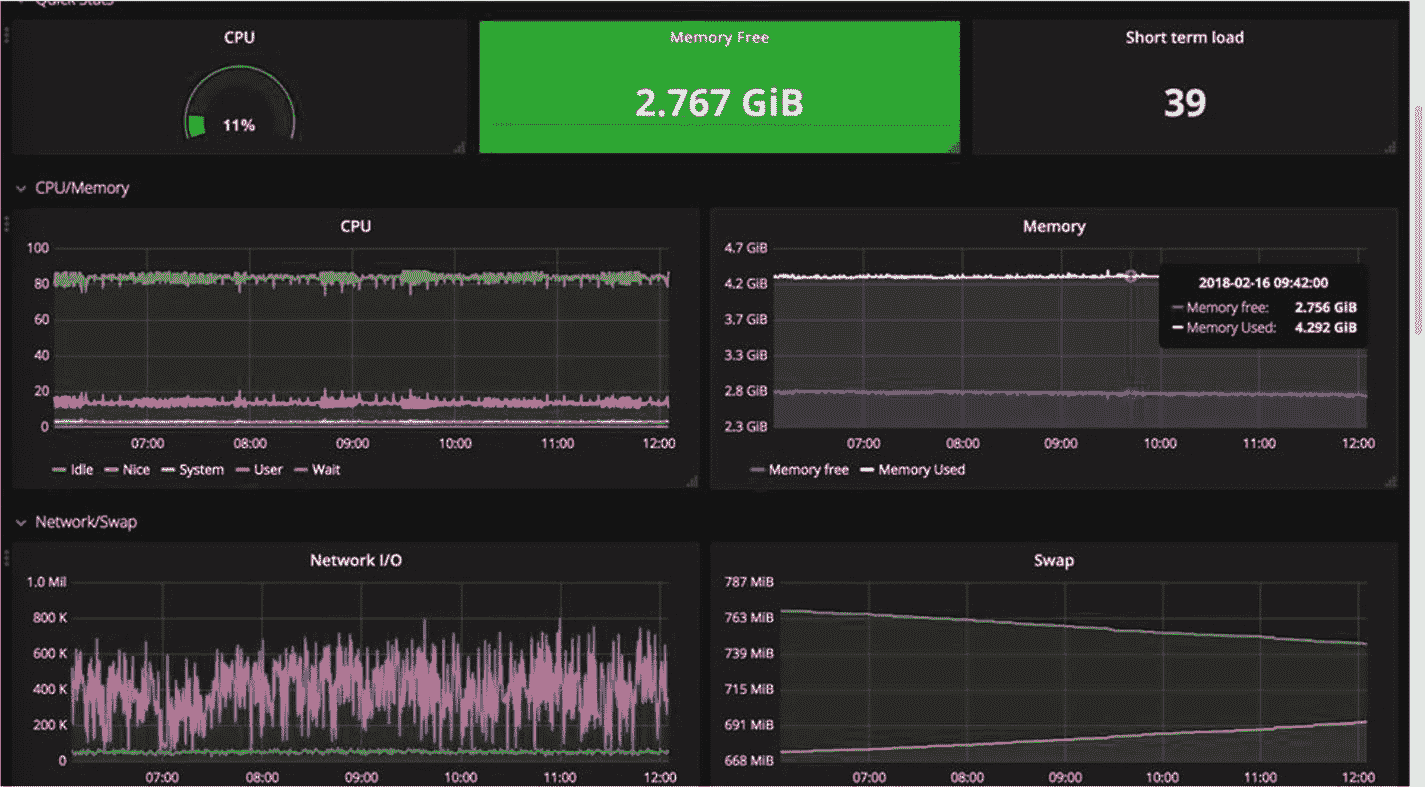 Quick Stats
CPU
11%
Memory Free
2.767 GiB
Short term load
39
CPU/Memory
CPU
100
80
60
40
20
0
07:00 08:00 09:00 10:00 11:00 12:00
Idle Nice System User Wait
Memory
4.7 GiB
4.2 GiB
3.7 GiB
3.3 GiB
2.8 GiB
2.3 GiB
2018-02-16 09:42:00
Memory free: 2.756 GiB
Memory Used: 4.292 GiB
07:00 08:00 09:00 10:00 11:00 12:00
Memory free Memory Used
Network/Swap
Network I/O
1.0 Mil
800 K
600 K
400 K
200 K
0
07:00 08:00 09:00 10:00 11:00 12:00
Swap
787 MiB
763 MiB
739 MiB
715 MiB
691 MiB
668 MiB
07:00 08:00 09:00 10:00 11:00 12:00